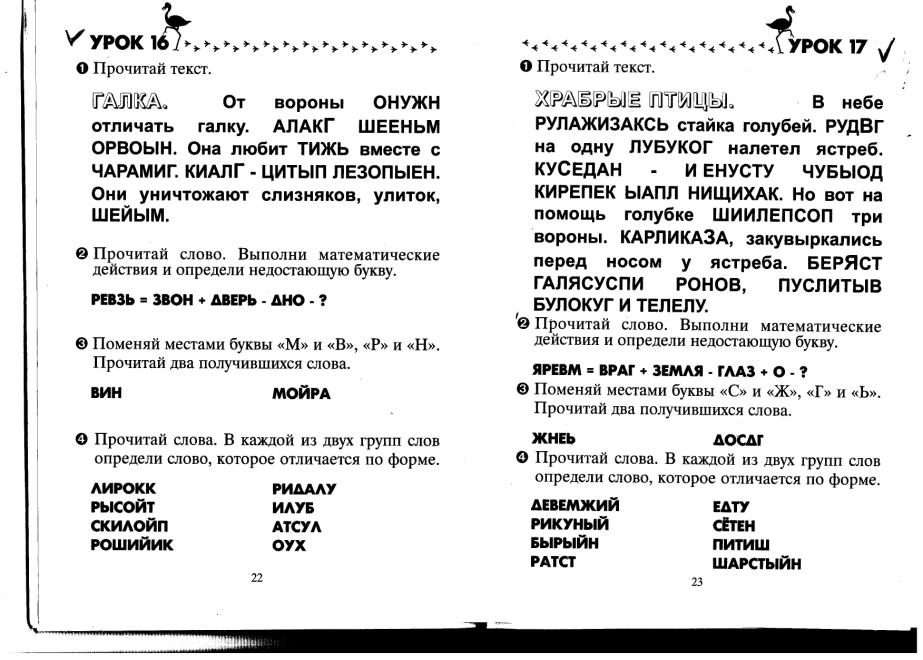 УРОК 16
❶ Прочитай текст.
ГАЛКА. От вороны ОНУЖН
отличать галку. АЛАКГ ШЕЕНЬМ
ОРВОЫН. Она любит ТИЖЬ вместе с
ЧАРАМИГ. КИАЛГ - ЦИТЫП ЛЕЗОПЫЕН.
Они уничтожают слизняков, улиток,
ШЕЙЫМ.
❷ Прочитай слово. Выполни математические
действия и определи недостающую букву.
РЕВЗЬ = ЗВОН + ДВЕРЬ - ДНО - ?
❸ Поменяй местами буквы «М» и «В», «Р» и «Н».
Прочитай два получившихся слова.
ВИН МОЙРА
❹ Прочитай слова. В каждой из двух групп слов
определи слово, которое отличается по форме.
ЛИРОКК РИДАЛУ
РЫСОЙТ ИЛУБ
СКИЛОЙП АТСУЛ
РОШИЙИК ОУХ
22
УРОК 17
❶ Прочитай текст.
ХРАБРЫЕ ПТИЦЫ. В небе
РУЛАЖИЗАКСЬ стайка голубей. РУДВГ
на одну ЛУБУКОГ налетел ястреб.
КУСЕДАН - И ЕНУСТУ ЧУБЫОД
КИРЕПЕК ЫАПЛ НИЩИХАК. Но вот на
помощь голубке ШИИЛЕПСОП три
вороны. КАРЛИКАЗА, закувыркались
перед носом у ястреба. БЕРЯСТ
ГАЛЯСУСПИ РОНОВ, ПУСЛИТЫВ
БУЛОКУГ И ТЕЛЕЛУ.
❷ Прочитай слово. Выполни математические
действия и определи недостающую букву.
ЯРЕВМ = ВРАГ + ЗЕМЛЯ - ГЛАЗ + О - ?
❸ Поменяй местами буквы «С» и «Ж», «Г» и «Ь».
Прочитай два получившихся слова.
ЖНЕЬ ДОСДГ
❹ Прочитай слова. В каждой из двух групп слов
определи слово, которое отличается по форме.
ДЕВЕМЖИЙ ЕДТУ
РИКУНЫЙ СЁТЕН
БЫРЫЙН ПИТИШ
РАТСТ ШАРСТЫЙН
23